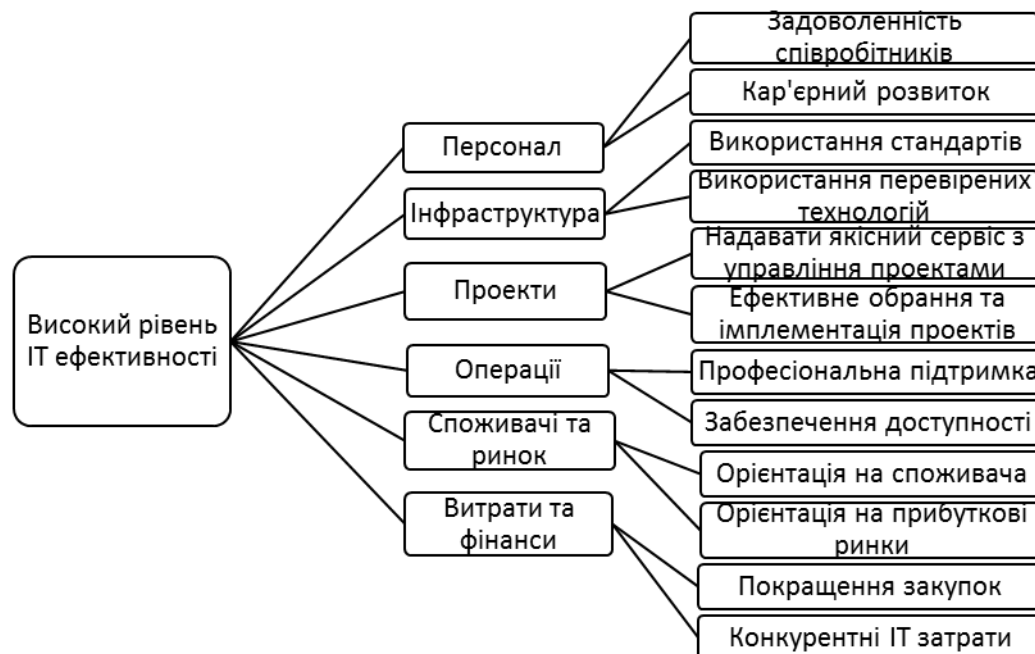 Високий рівень
ІТ ефективності
Персонал
Інфраструктура
Проекти
Операції
Споживачі та
ринок
Витрати та
фінанси
Задоволенність
співробітників
Кар'єрний розвиток
Використання стандартів
Використання перевірених
технологій
Надавати якісний сервіс з
управління проектами
Ефективне обрання та
імплементація проектів
Професіональна підтримка
Забезпечення доступності
Орієнтація на споживача
Орієнтація на прибуткові
ринки
Покращення закупок
Конкурентні ІТ затрати